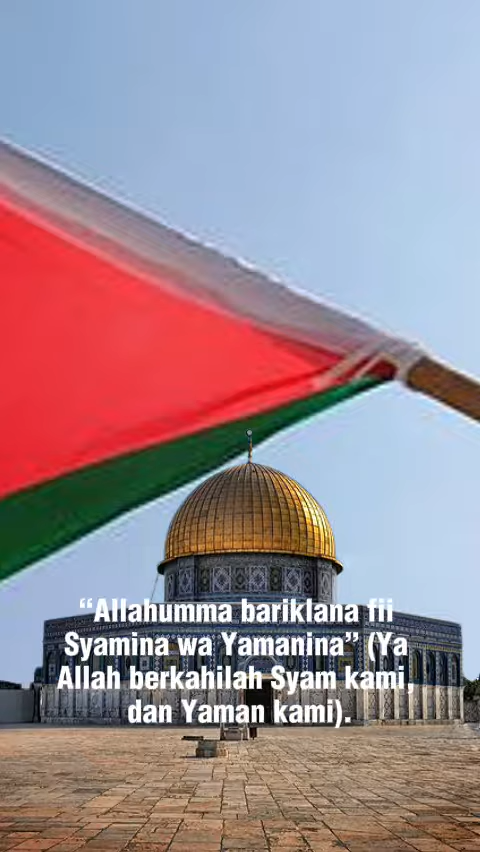 “Allahumma bariklana fii
Syamina wa Yamanina” (Ya
Allah berkahilah Syam kami,
dan Yaman kami).